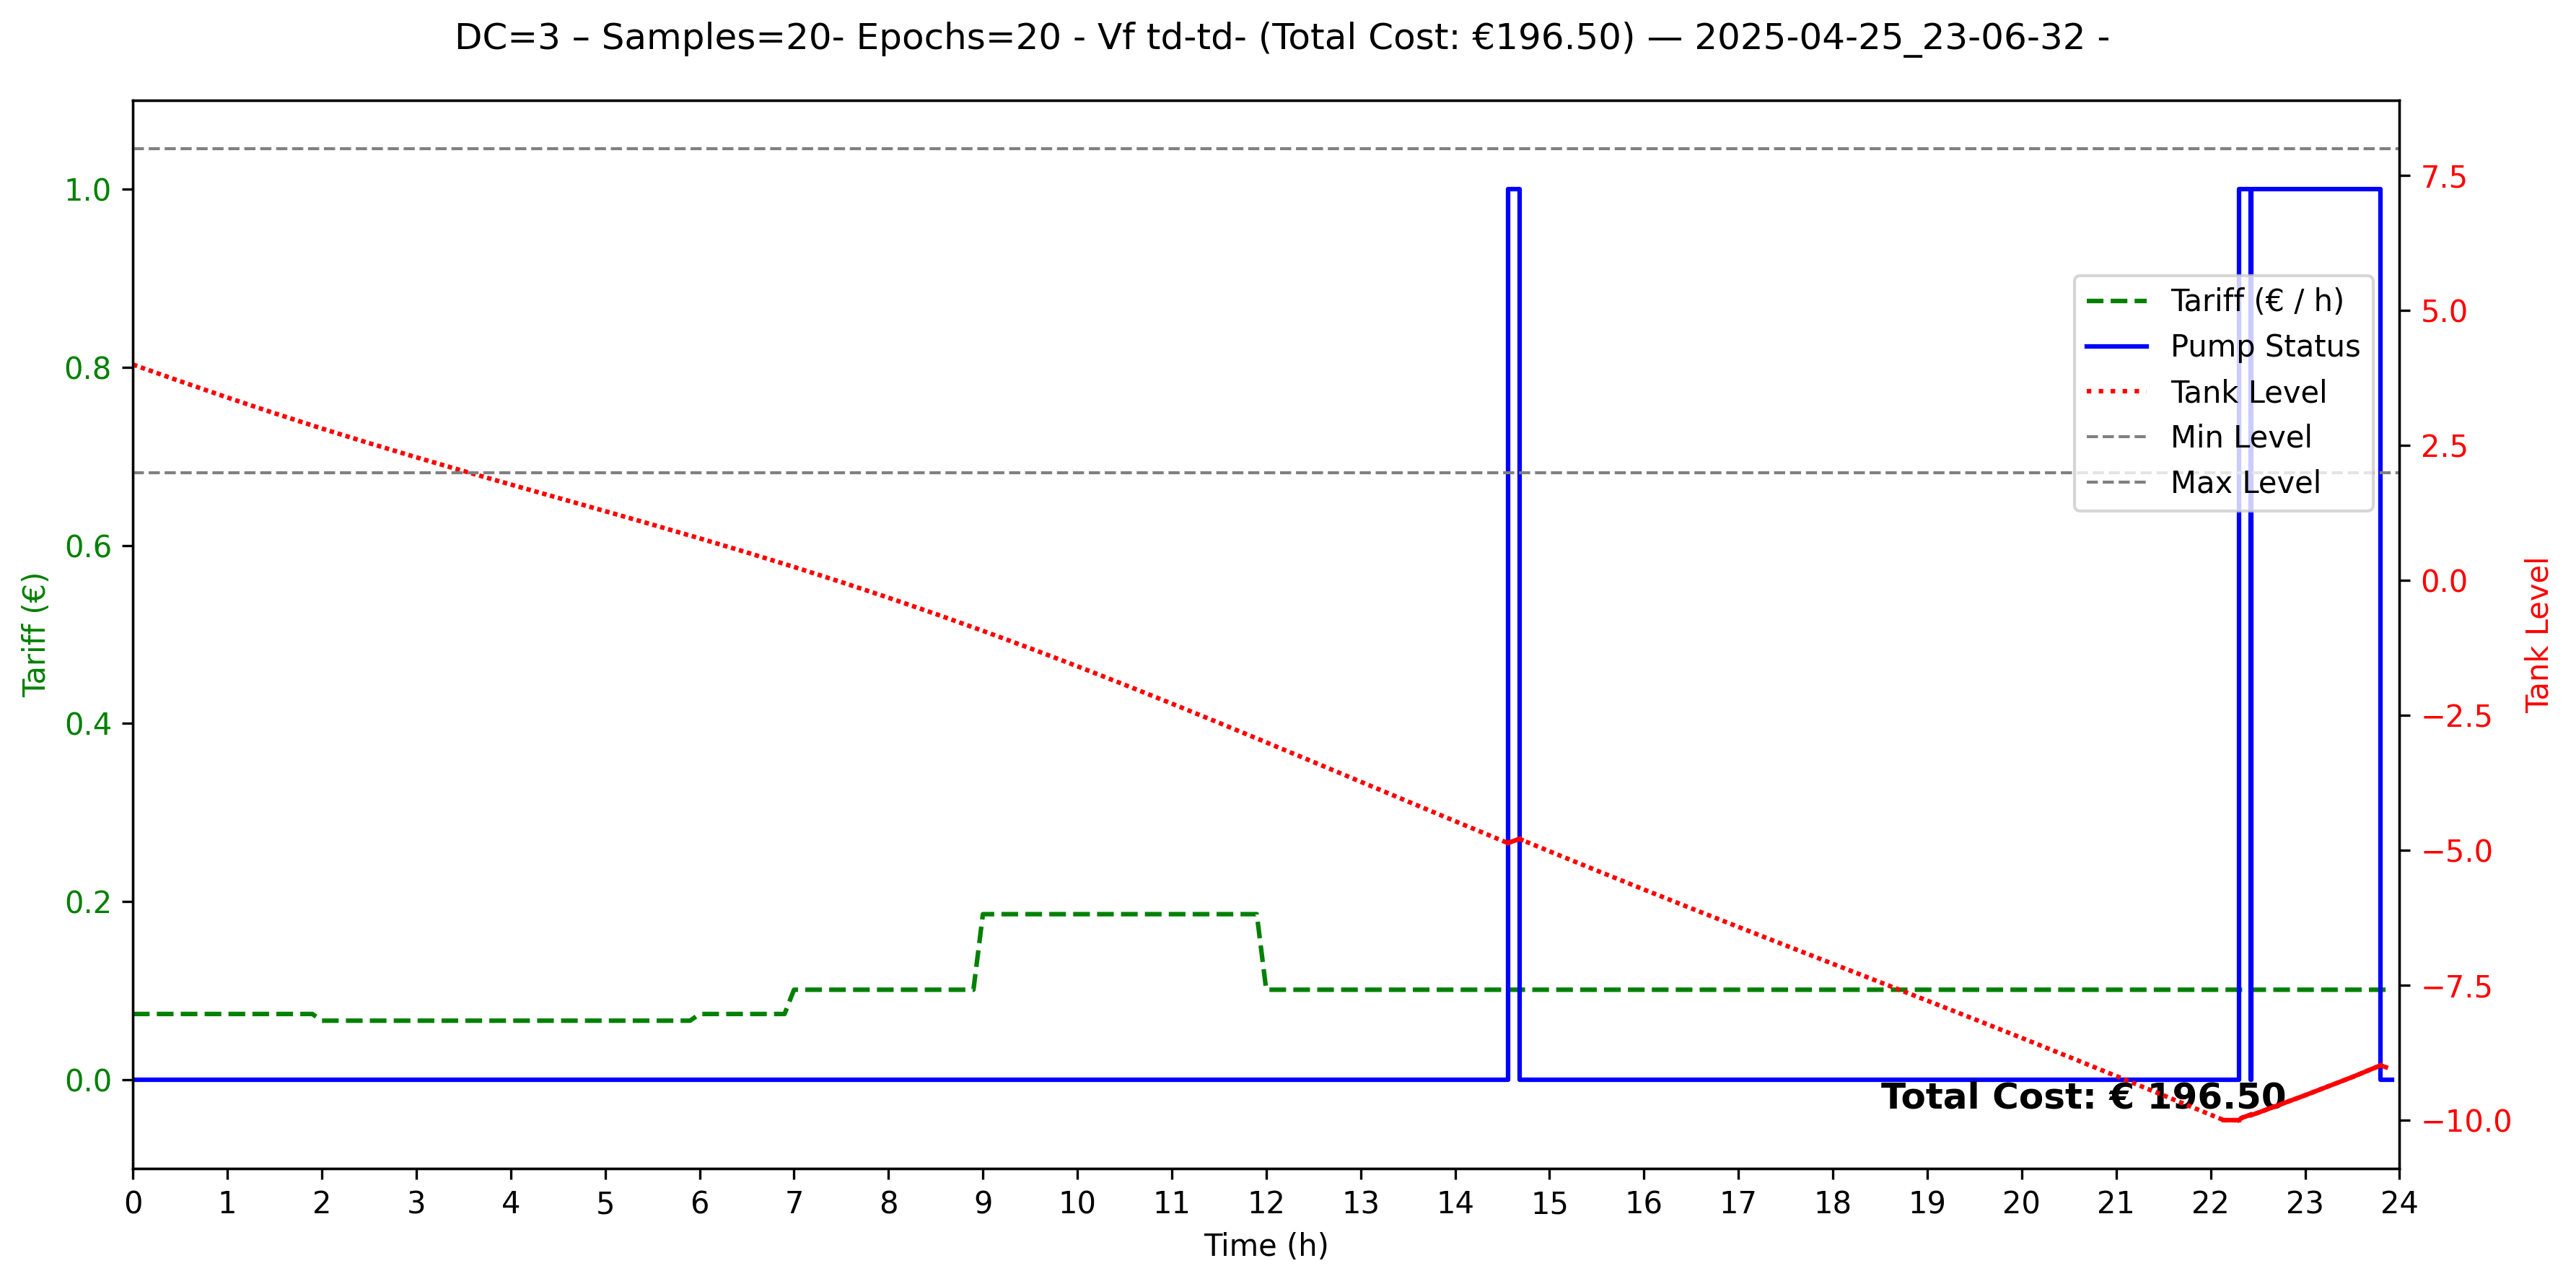 DC=3 – Samples=20- Epochs=20 - Vf td-td- (Total Cost: €196.50) — 2025-04-25_23-06-32 -
Tariff (€)
1.0
0.8
0.6
0.4
0.2
0.0
Tariff (€ / h)
Pump Status
Tank Level
Min Level
Max Level
Total Cost: € 196.50
7.5
5.0
2.5
0.0
−2.5
−5.0
−7.5
−10.0
Tank Level
0 1 2 3 4 5 6 7 8 9 10 11 12 13 14 15 16 17 18 19 20 21 22 23 24
Time (h)